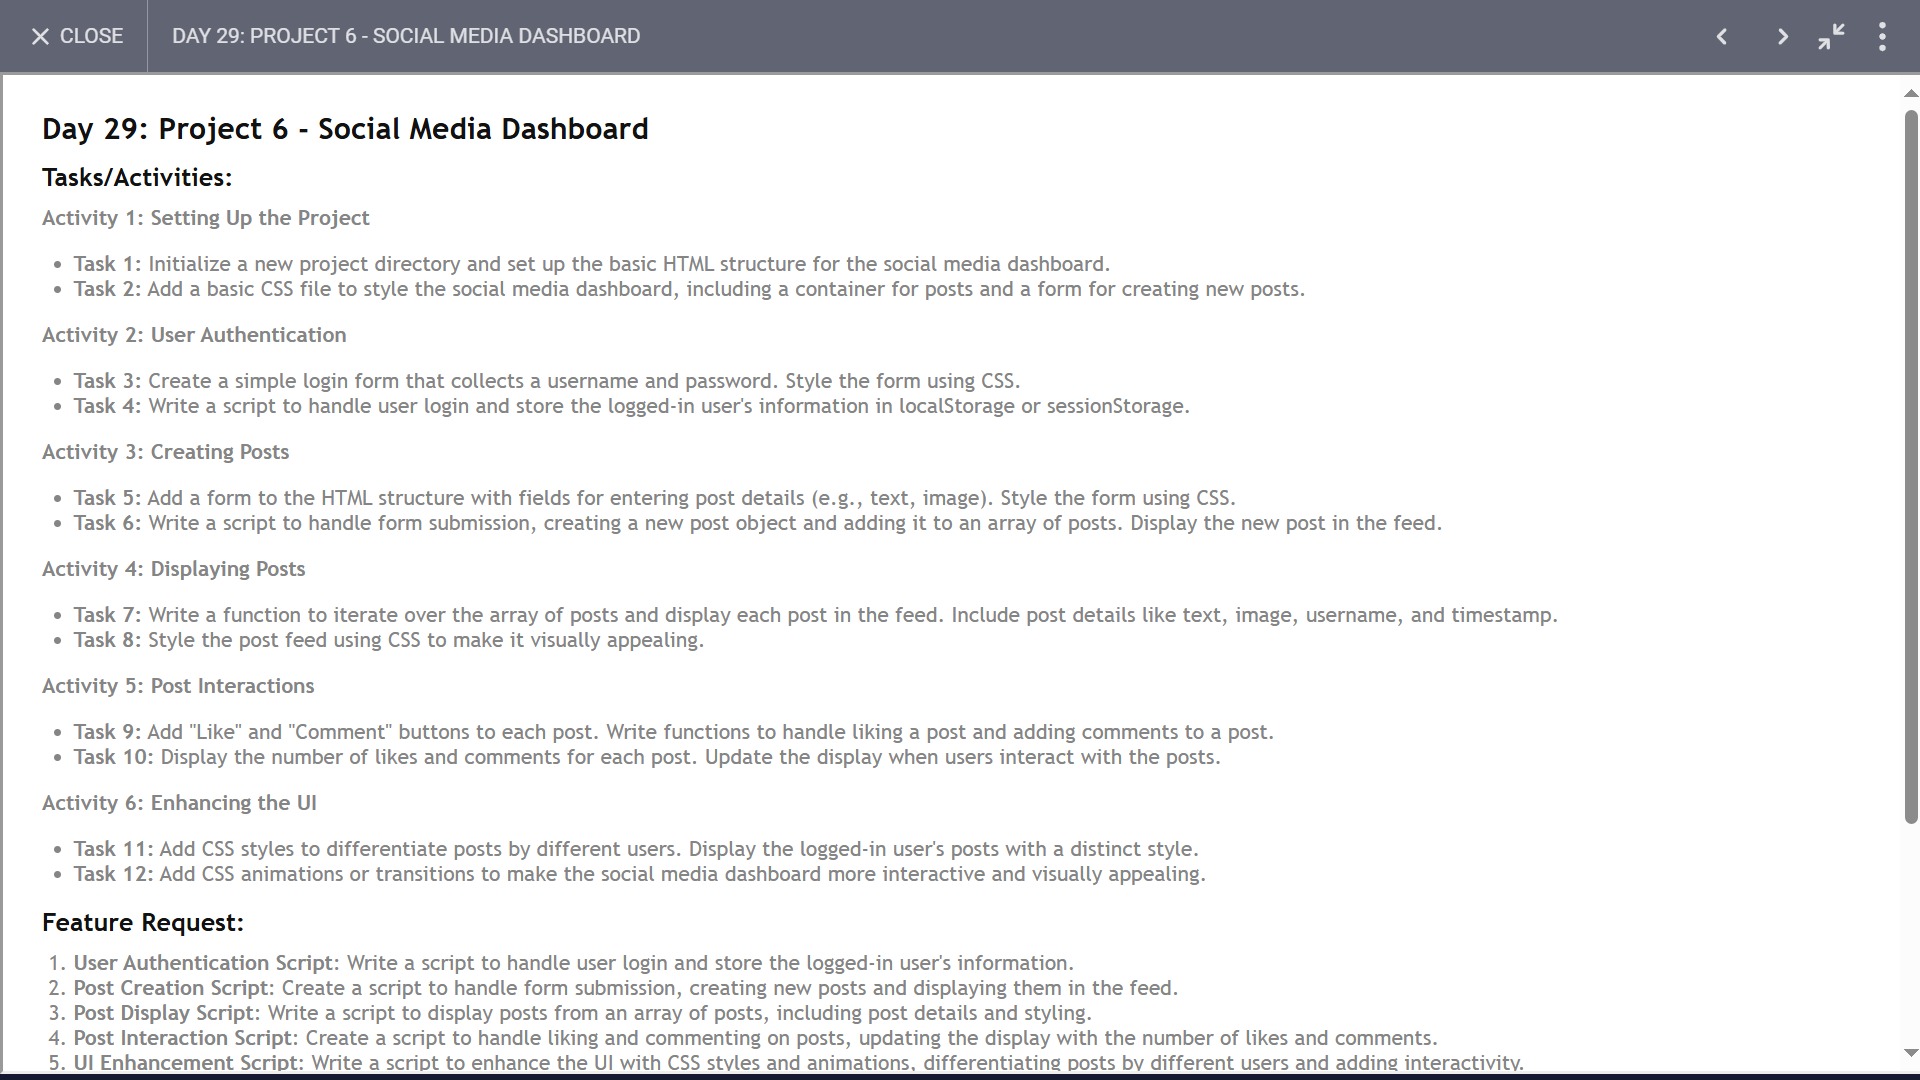 CLOSE
DAY 29: PROJECT 6 - SOCIAL MEDIA DASHBOARD
Day 29: Project 6 - Social Media Dashboard
Tasks/Activities:
Activity 1: Setting Up the Project
• Task 1: Initialize a new project directory and set up the basic HTML structure for the social media dashboard.
• Task 2: Add a basic CSS file to style the social media dashboard, including a container for posts and a form for creating new posts.
Activity 2: User Authentication
• Task 3: Create a simple login form that collects a username and password. Style the form using CSS.
• Task 4: Write a script to handle user login and store the logged-in user's information in localStorage or sessionStorage.
Activity 3: Creating Posts
• Task 5: Add a form to the HTML structure with fields for entering post details (e.g., text, image). Style the form using CSS.
• Task 6: Write a script to handle form submission, creating a new post object and adding it to an array of posts. Display the new post in the feed.
Activity 4: Displaying Posts
• Task 7: Write a function to iterate over the array of posts and display each post in the feed. Include post details like text, image, username, and timestamp.
• Task 8: Style the post feed using CSS to make it visually appealing.
Activity 5: Post Interactions
• Task 9: Add "Like" and "Comment" buttons to each post. Write functions to handle liking a post and adding comments to a post.
• Task 10: Display the number of likes and comments for each post. Update the display when users interact with the posts.
Activity 6: Enhancing the UI
• Task 11: Add CSS styles to differentiate posts by different users. Display the logged-in user's posts with a distinct style.
• Task 12: Add CSS animations or transitions to make the social media dashboard more interactive and visually appealing.
Feature Request:
1. User Authentication Script: Write a script to handle user login and store the logged-in user's information.
2. Post Creation Script: Create a script to handle form submission, creating new posts and displaying them in the feed.
3. Post Display Script: Write a script to display posts from an array of posts, including post details and styling.
4. Post Interaction Script: Create a script to handle liking and commenting on posts, updating the display with the number of likes and comments.
5. UI Enhancement Script: Write a script to enhance the UI with CSS styles and animations, differentiating posts by different users and adding interactivity.